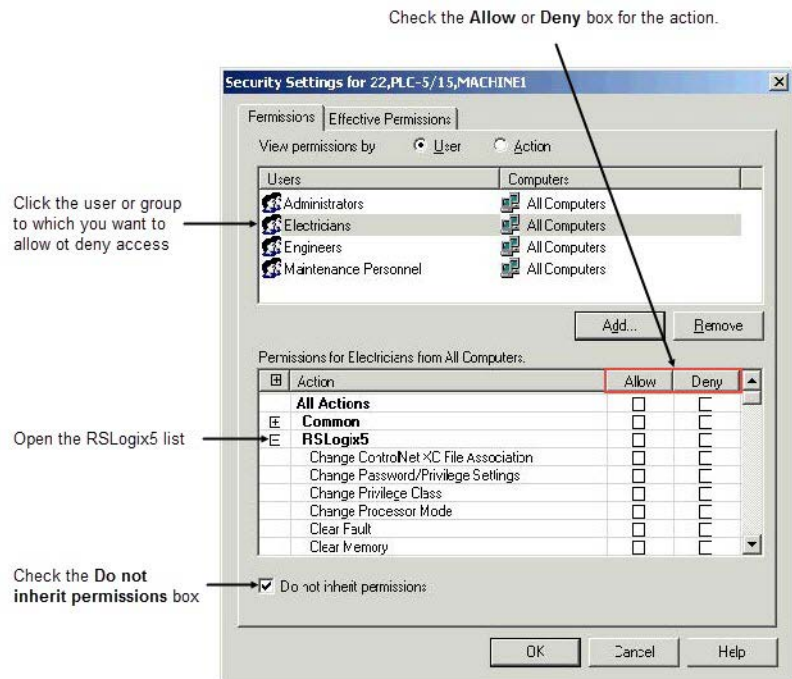 Check the Allow or Deny box for the action.
Security Settings for 22,PLC-5/15,MACHINE1
Permissions
Effective Permissions
View permissions by
User
Action
Users
Computers
Administrators
All Computers
Click the user or group
to which you want to
allow ot deny access
Electricians
All Computers
Engineers
All Computers
Maintenance Personnel
All Computers
Add...
Remove
Permissions for Electricians from All Computers.
Action
Allow
Deny
All Actions
Common
Open the RSLogix5 list
RSLogix5
Change ControlNet XC File Association
Change Password/Privilege Settings
Change Privilege Class
Change Processor Mode
Clear Fault
Clear Memory
Check the Do not
inherit permissions box
Do not inherit permissions
OK
Cancel
Help